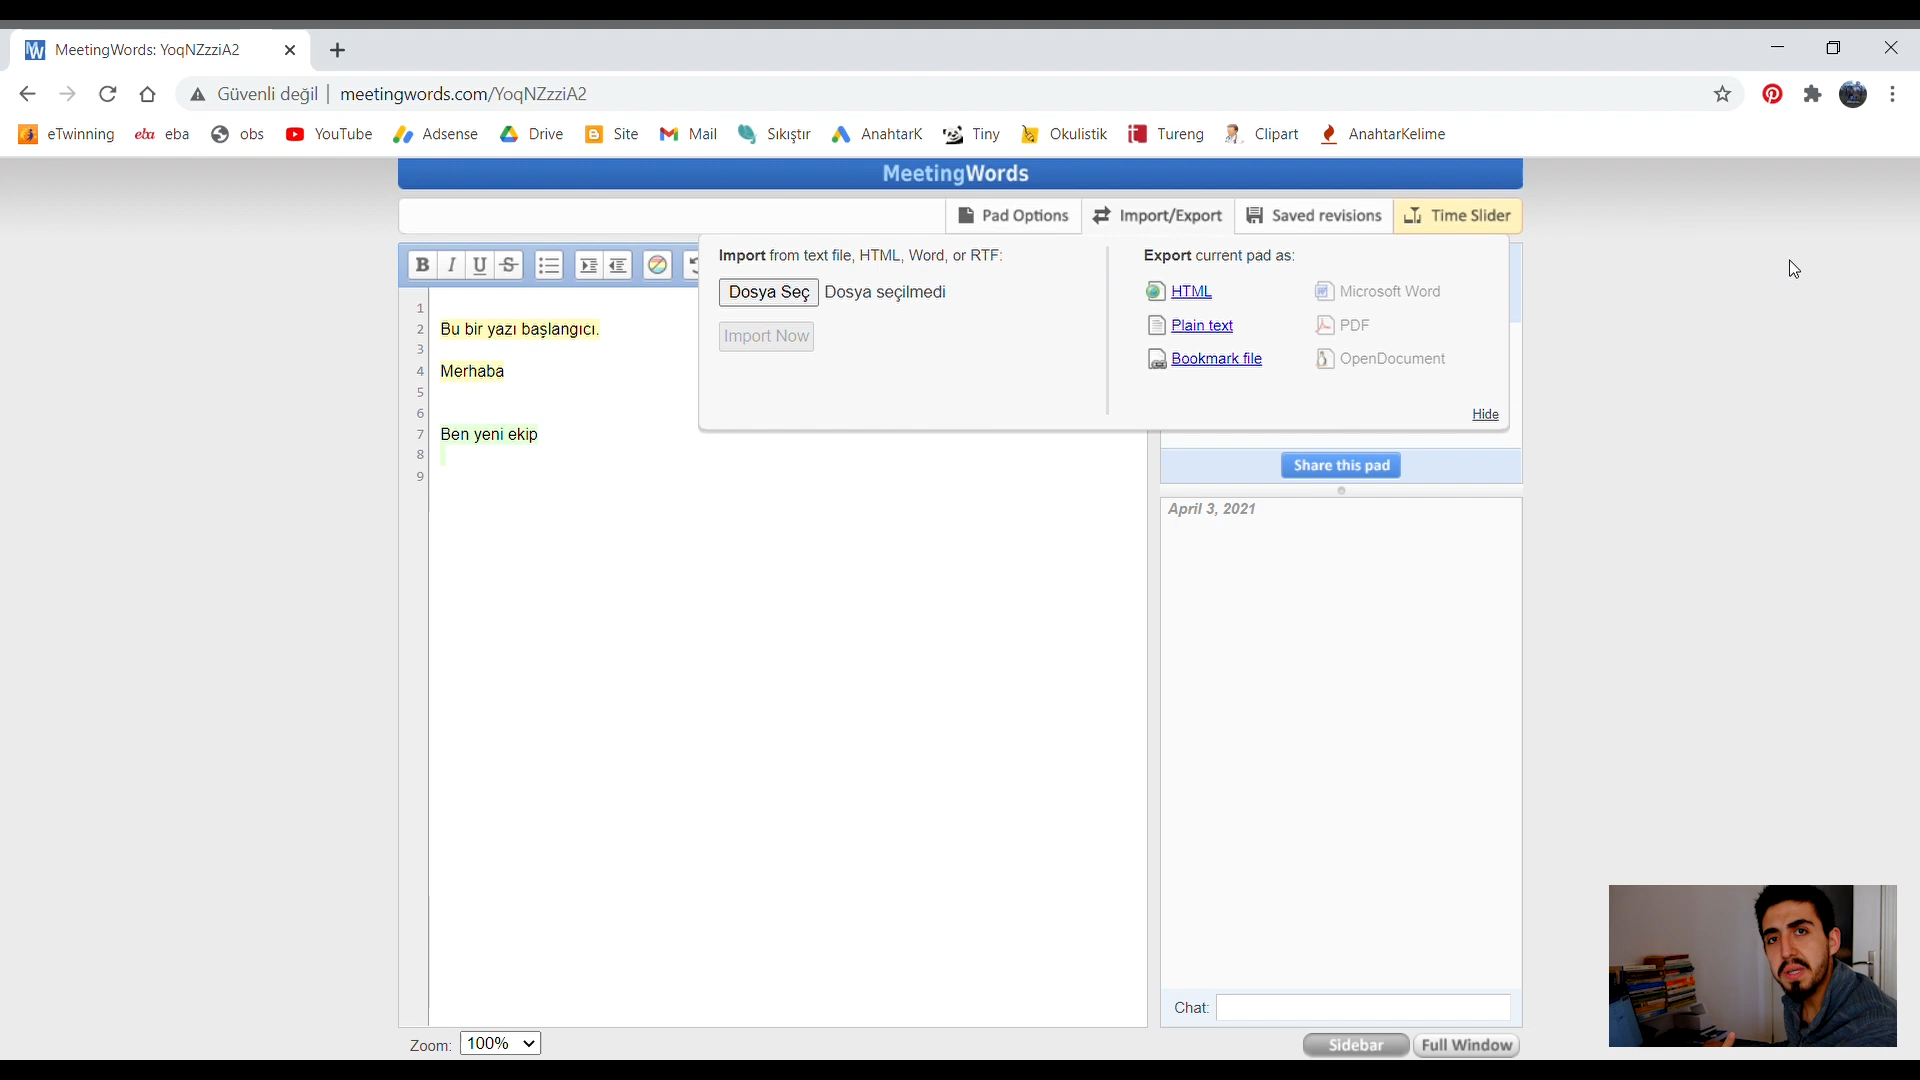 MeetingWords: YoqNZzziA2
Güvenli değil | meetingwords.com/YoqNZzziA2
eTwinning eba eba obs YouTube Adsense Drive Site Mail Sıkıştır AnahtarK Tiny Okulistik Tureng Clipart AnahtarKelime
MeetingWords
Pad Options Import/Export Saved revisions Time Slider
B I U S
Import from text file, HTML, Word, or RTF:
Dosya Seç Dosya seçilmedi
Import Now
Export current pad as:
HTML Microsoft Word
Plain text PDF
Bookmark file OpenDocument
Hide
1
2 Bu bir yazı başlangıcı.
3
4 Merhaba
5
6
7 Ben yeni ekip
8
9
Share this pad
April 3, 2021
Chat:
Zoom: 100%
Sidebar Full Window